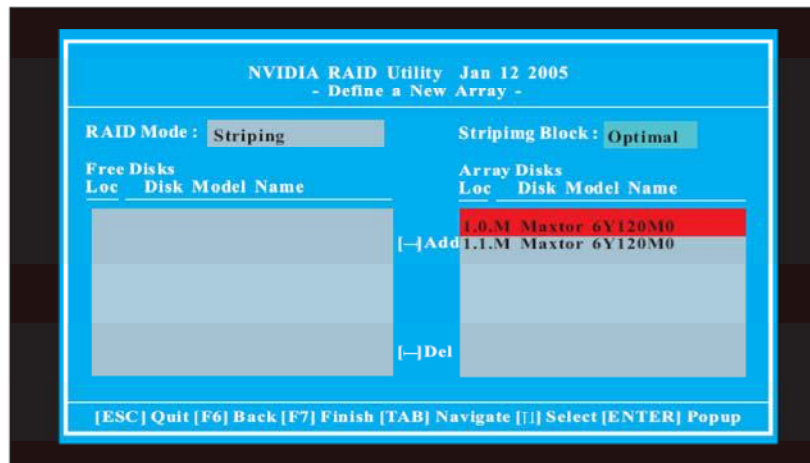 NVIDIA RAID Utility Jan 12 2005
- Define a New Array -
RAID Mode : Striping
Stripimg Block : Optimal
Free Disks
Loc Disk Model Name
Array Disks
Loc Disk Model Name
[→]Add
1.0.M Maxtor 6Y120M0
1.1.M Maxtor 6Y120M0
[←]Del
[ESC] Quit [F6] Back [F7] Finish [TAB] Navigate [↑↓] Select [ENTER] Popup